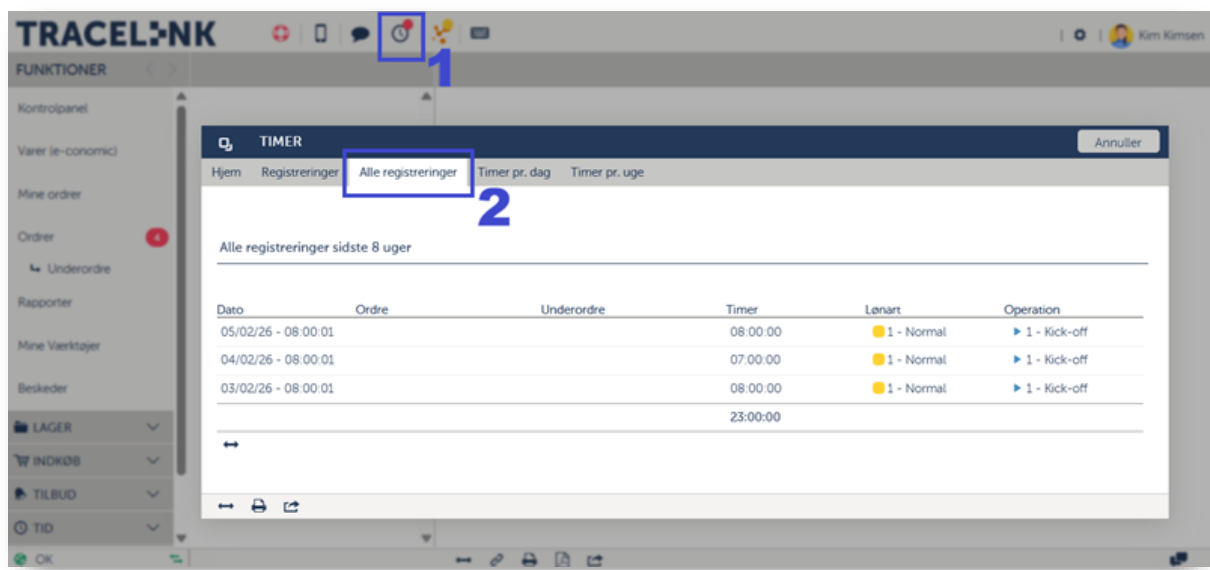 TRACELINK
Kim Kimsen
1
FUNKTIONER
Kontrolpanel
Varer (e-conomic)
Mine ordrer
Ordrer 4
Underordre
Rapporter
Mine Værktøjer
Beskeder
LAGER
INDKØB
TILBUD
TID
OK
TIMER
Annuller
Hjem Registreringer Alle registreringer Timer pr. dag Timer pr. uge
2
Alle registreringer sidste 8 uger
Dato Ordre Underordre Timer Lønart Operation
05/02/26 - 08:00:01 08:00:00 1 - Normal 1 - Kick-off
04/02/26 - 08:00:01 07:00:00 1 - Normal 1 - Kick-off
03/02/26 - 08:00:01 08:00:00 1 - Normal 1 - Kick-off
23:00:00